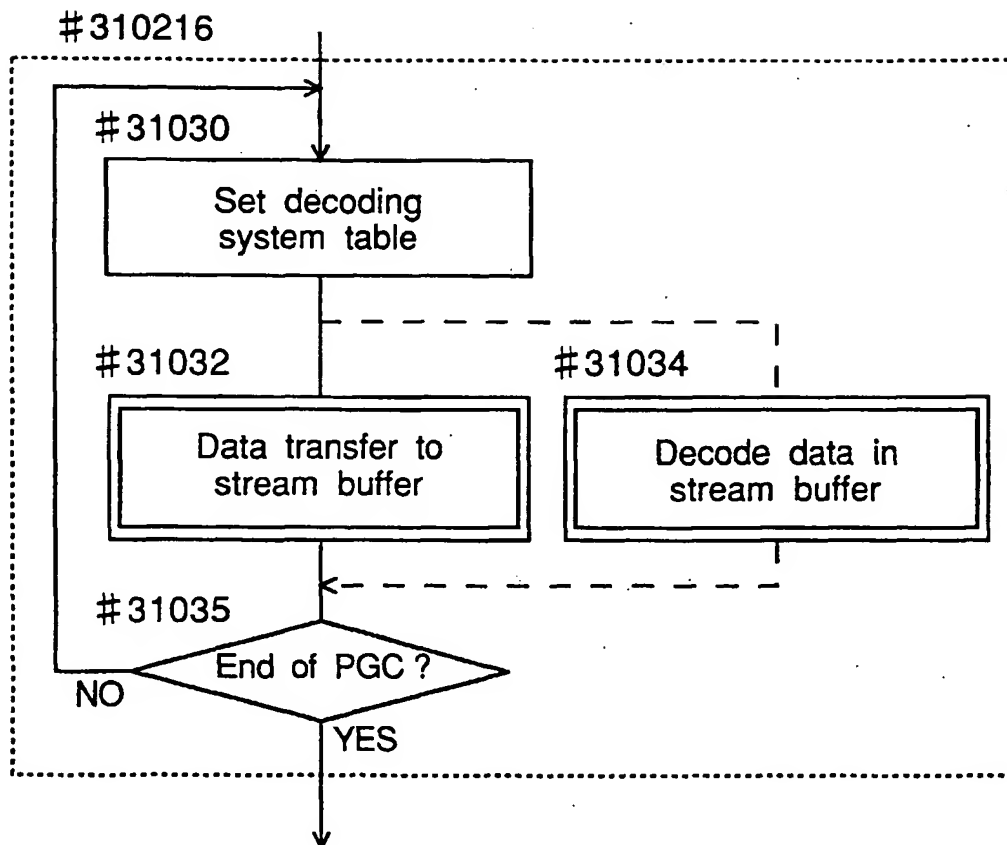 #310216
#31030
Set decoding
system table
#31032
#31034
Data transfer to
stream buffer
Decode data in
stream buffer
#31035
End of PGC?
NO
YES